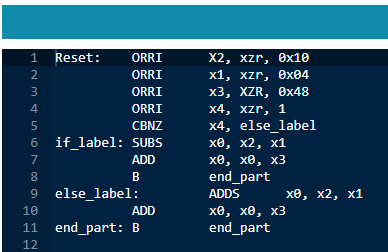 1 Reset: ORRI X2, xzr, 0x10
2 ORRI x1, xzr, 0x04
3 ORRI x3, XZR, 0x48
4 ORRI x4, xzr, 1
5 CBNZ x4, else_label
6 if_label: SUBS x0, x2, x1
7 ADD x0, x0, x3
8 B end_part
9 else_label: ADDS x0, x2, x1
10 ADD x0, x0, x3
11 end_part: B end_part
12